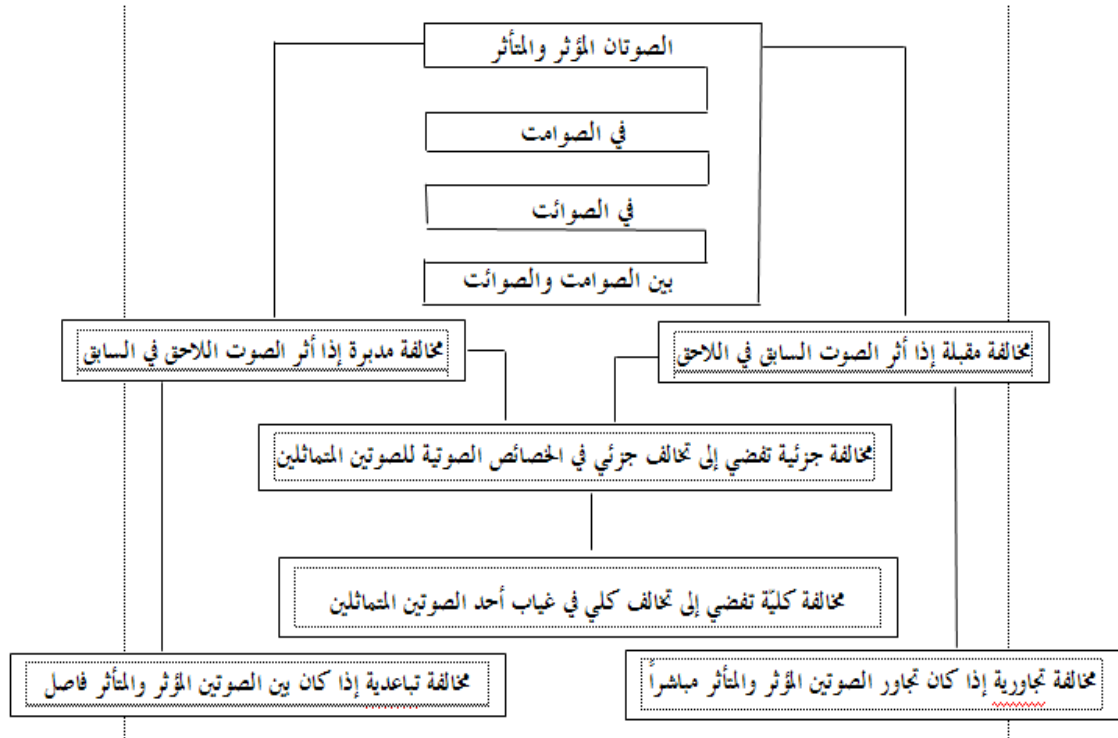 الصوتان المؤثر والمتأثر
في الصوامت
في الصوائت
بين الصوامت والصوائت
مخالفة مقبلة إذا أثر الصوت السابق في اللاحق
مخالفة مدبرة إذا أثر الصوت اللاحق في السابق
مخالفة جزئية تفضي إلى تخالف جزئي في الخصائص الصوتية للصوتين المتماثلين
مخالفة كليّة تفضي إلى تخالف كلي في غياب أحد الصوتين المتماثلين
مخالفة تجاورية إذا كان تجاور الصوتين المؤثر والمتأثر مباشراً
مخالفة تباعدية إذا كان بين الصوتين المؤثر والمتأثر فاصل